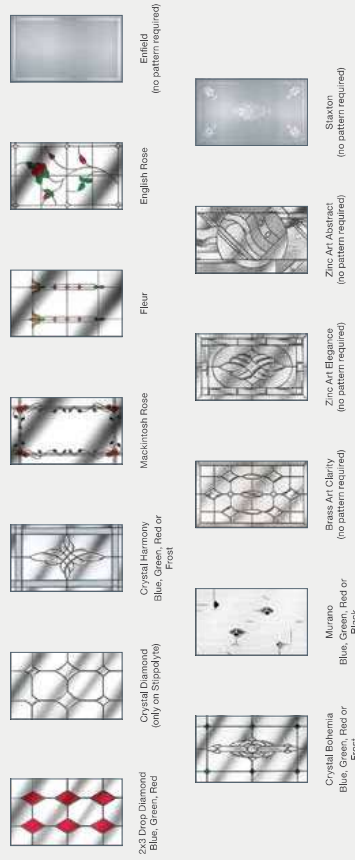 2x3 Drop Diamond
Blue, Green, Red
Crystal Diamond
(only on Stippolyte)
Crystal Harmony
Blue, Green, Red or
Frost
Mackintosh Rose
Fleur
English Rose
Enfield
(no pattern required)
Crystal Bohemia
Blue, Green, Red or
Frost
Murano
Blue, Green, Red or
Black
Brass Art Clarity
(no pattern required)
Zinc Art Elegance
(no pattern required)
Zinc Art Abstract
(no pattern required)
Staxton
(no pattern required)